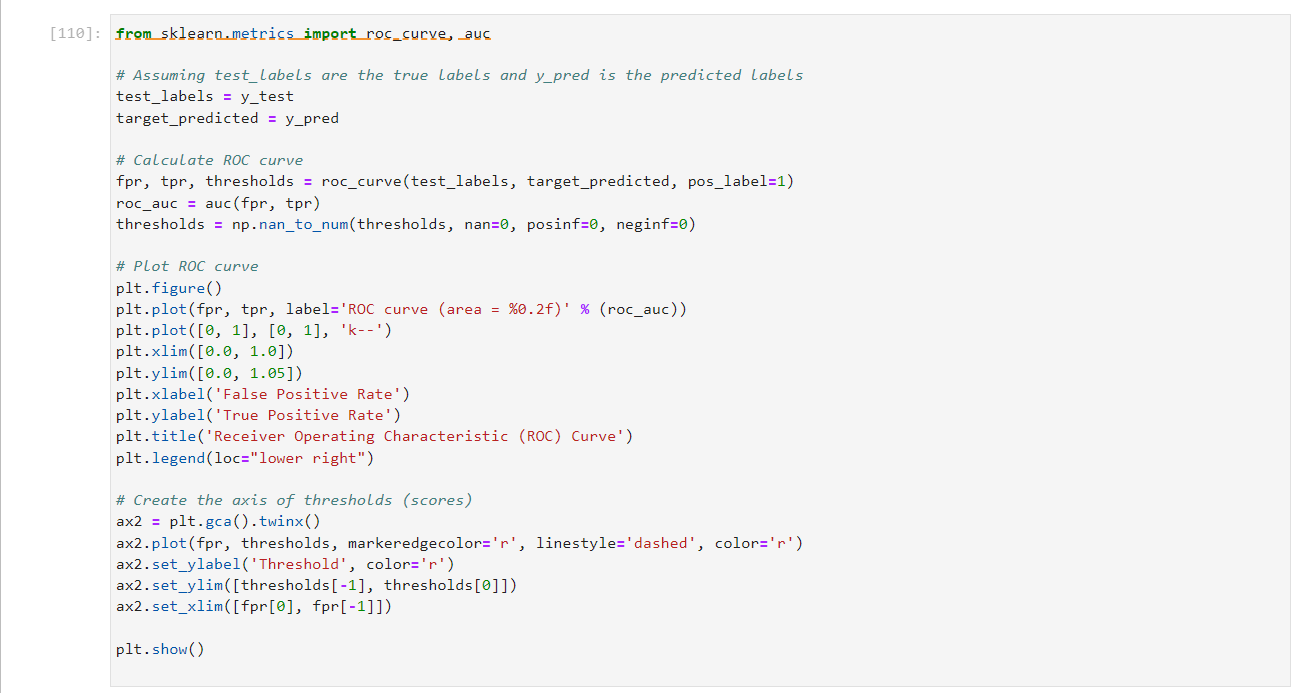 [110]: from sklearn.metrics import roc_curve, auc
# Assuming test_labels are the true labels and y_pred is the predicted labels
test_labels = y_test
target_predicted = y_pred
# Calculate ROC curve
fpr, tpr, thresholds = roc_curve(test_labels, target_predicted, pos_label=1)
roc_auc = auc(fpr, tpr)
thresholds = np.nan_to_num(thresholds, nan=0, posinf=0, neginf=0)
# Plot ROC curve
plt.figure()
plt.plot(fpr, tpr, label='ROC curve (area = %0.2f)' % (roc_auc))
plt.plot([0, 1], [0, 1], 'k--')
plt.xlim([0.0, 1.0])
plt.ylim([0.0, 1.05])
plt.xlabel('False Positive Rate')
plt.ylabel('True Positive Rate')
plt.title('Receiver Operating Characteristic (ROC) Curve')
plt.legend(loc="lower right")
# Create the axis of thresholds (scores)
ax2 = plt.gca().twinx()
ax2.plot(fpr, thresholds, markeredgecolor='r', linestyle='dashed', color='r')
ax2.set_ylabel('Threshold', color='r')
ax2.set_ylim([thresholds[-1], thresholds[0]])
ax2.set_xlim([fpr[0], fpr[-1]])
plt.show()